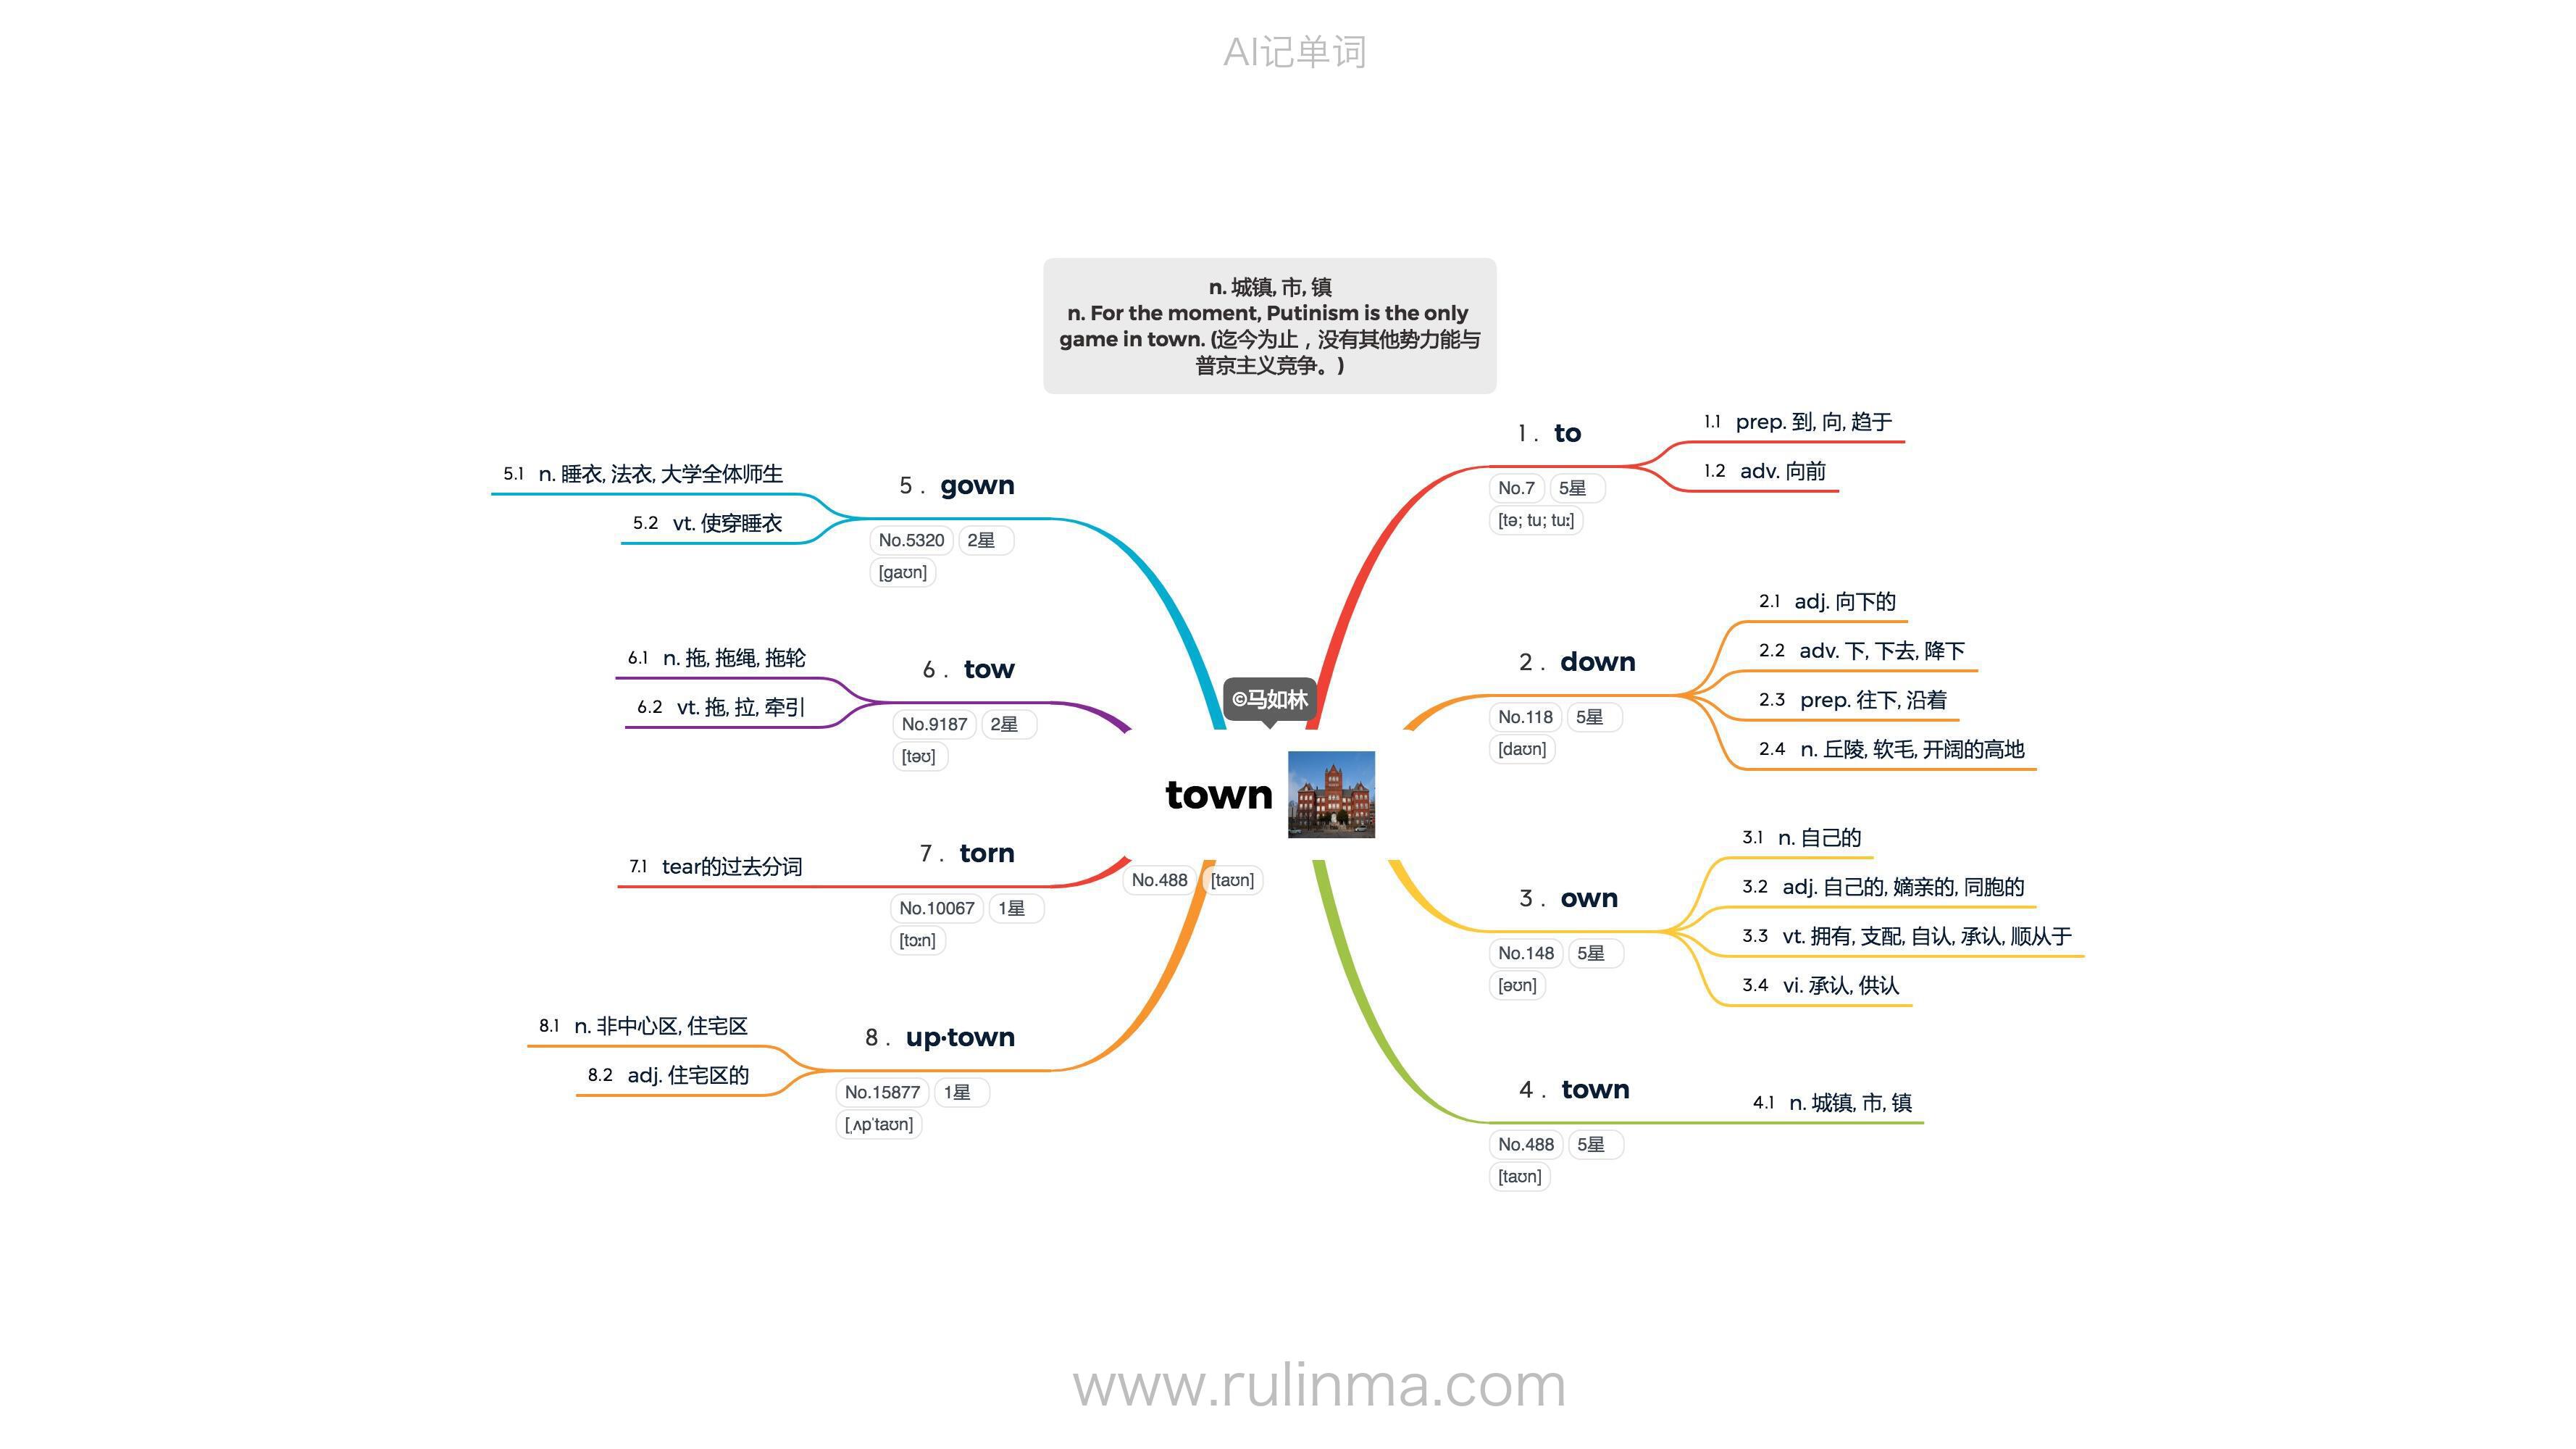 AI记单词
n. 城镇, 市, 镇
n. For the moment, Putinism is the only
game in town. (迄今为止，没有其他势力能与
普京主义竞争。)
©马如林
town
No.488 [taʊn]
1 . to
No.7 5星
[tə; tu; tuː]
1.1 prep. 到, 向, 趋于
1.2 adv. 向前
2 . down
No.118 5星
[daʊn]
2.1 adj. 向下的
2.2 adv. 下, 下去, 降下
2.3 prep. 往下, 沿着
2.4 n. 丘陵, 软毛, 开阔的高地
3 . own
No.148 5星
[əʊn]
3.1 n. 自己的
3.2 adj. 自己的, 嫡亲的, 同胞的
3.3 vt. 拥有, 支配, 自认, 承认, 顺从于
3.4 vi. 承认, 供认
4 . town
No.488 5星
[taʊn]
4.1 n. 城镇, 市, 镇
5 . gown
No.5320 2星
[gaʊn]
5.1 n. 睡衣, 法衣, 大学全体师生
5.2 vt. 使穿睡衣
6 . tow
No.9187 2星
[təʊ]
6.1 n. 拖, 拖绳, 拖轮
6.2 vt. 拖, 拉, 牵引
7 . torn
No.10067 1星
[tɔːn]
7.1 tear的过去分词
8 . up·town
No.15877 1星
[ˌʌpˈtaʊn]
8.1 n. 非中心区, 住宅区
8.2 adj. 住宅区的
www.rulinma.com